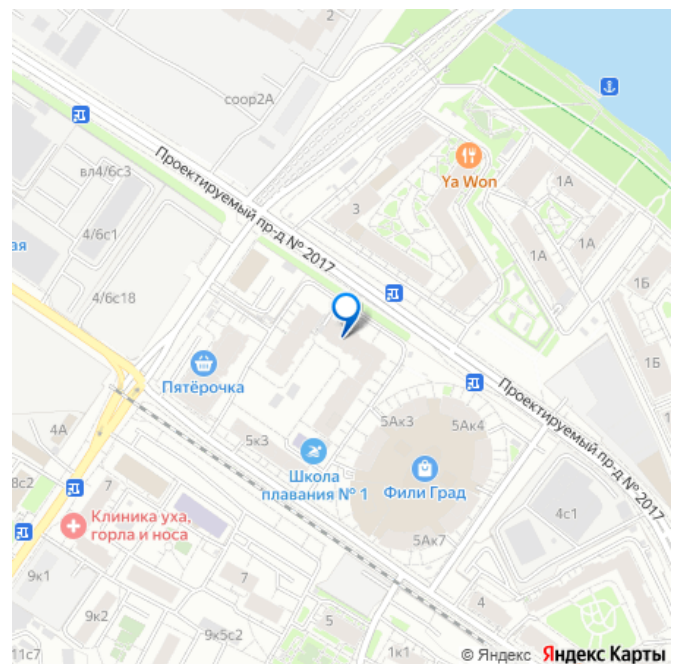 2
соор2А
вл4/6с3
Проектируемый пр-д № 2017
Ya Won
1А
3
4/6с1
1А
1А
ая
1Б
4/6с18
Пятёрочка
1Б
Проектируемый пр-д № 2017
5Ак3
5Ак4
4А
5к3
Школа
плавания № 1
Фили Град
8с2
7
7
4с1
Клиника уха,
горла и носа
5Ак7
9к1
9к2
4
5
9к5с2
11с7
1к1
© Яндекс Яндекс Карты